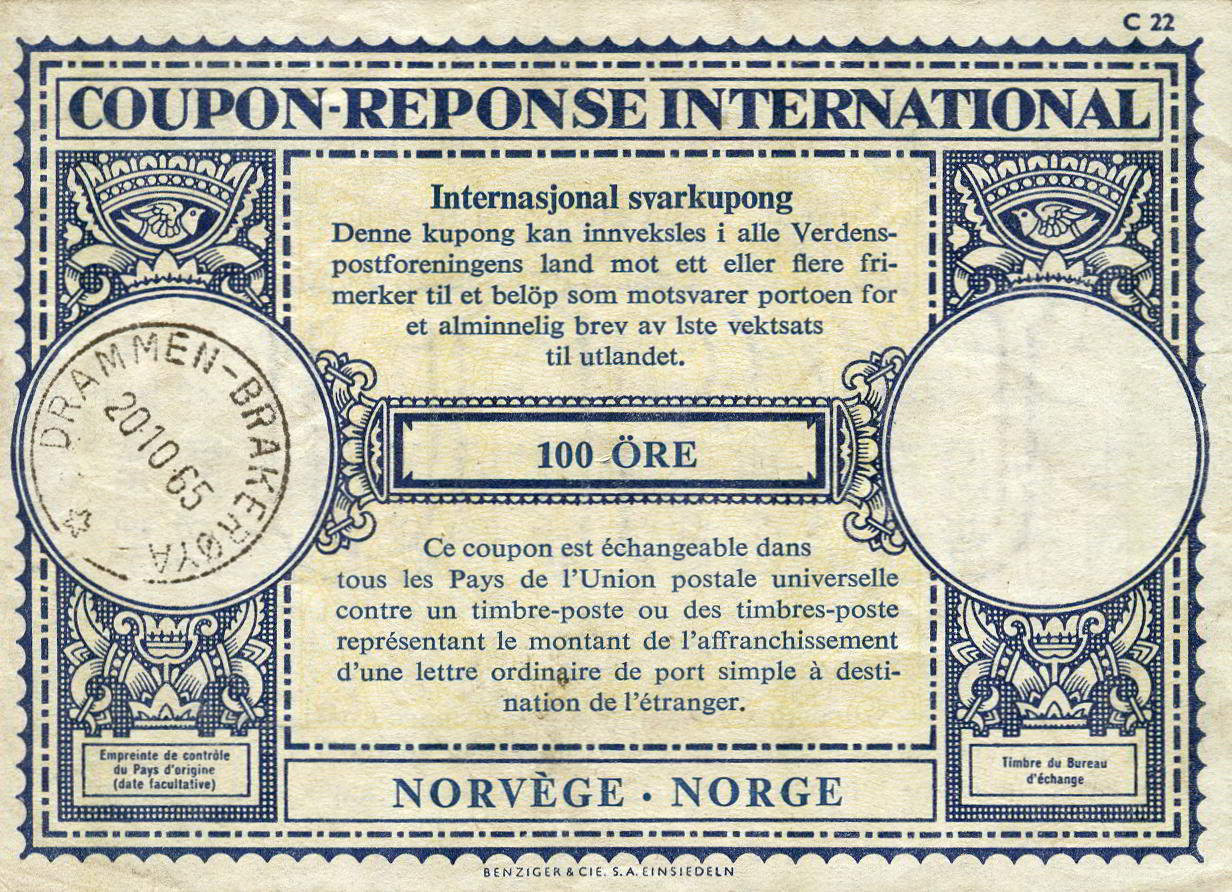 C 22
COUPON-REPONSE INTERNATIONAL
Internasjonal svarkupong
Denne kupong kan innveksles i alle Verdens-
postforeningens land mot ett eller flere fri-
merker til et belöp som motsvarer portoen for
et alminnelig brev av lste vektsats
til utlandet.
DRAMMEN-BRAKERØYA
20 10 65
100 ÖRE
Ce coupon est échangeable dans
tous les Pays de l'Union postale universelle
contre un timbre-poste ou des timbres-poste
représentant le montant de l'affranchissement
d'une lettre ordinaire de port simple à desti-
nation de l'étranger.
Empreinte de contrôle
du Pays d'origine
(date facultative)
Timbre du Bureau
d'échange
NORVÈGE · NORGE
BENZIGER & CIE. S.A. EINSIEDELN